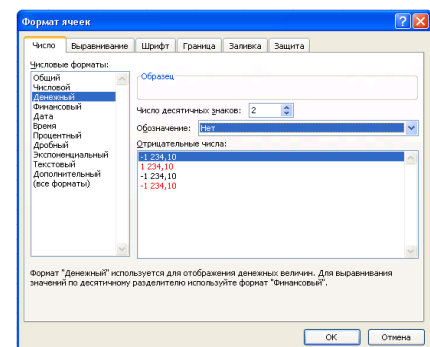 Формат ячеек
Число Выравнивание Шрифт Граница Заливка Защита
Числовые форматы:
Общий
Числовой
Денежный
Финансовый
Дата
Время
Процентный
Дробный
Экспоненциальный
Текстовый
Дополнительный
(все форматы)
Образец
Число десятичных знаков: 2
Обозначение: Нет
Отрицательные числа:
-1 234,10
1 234,10
-1 234,10
-1 234,10
Формат "Денежный" используется для отображения денежных величин. Для выравнивания
значений по десятичному разделителю используйте формат "Финансовый".
ОК Отмена